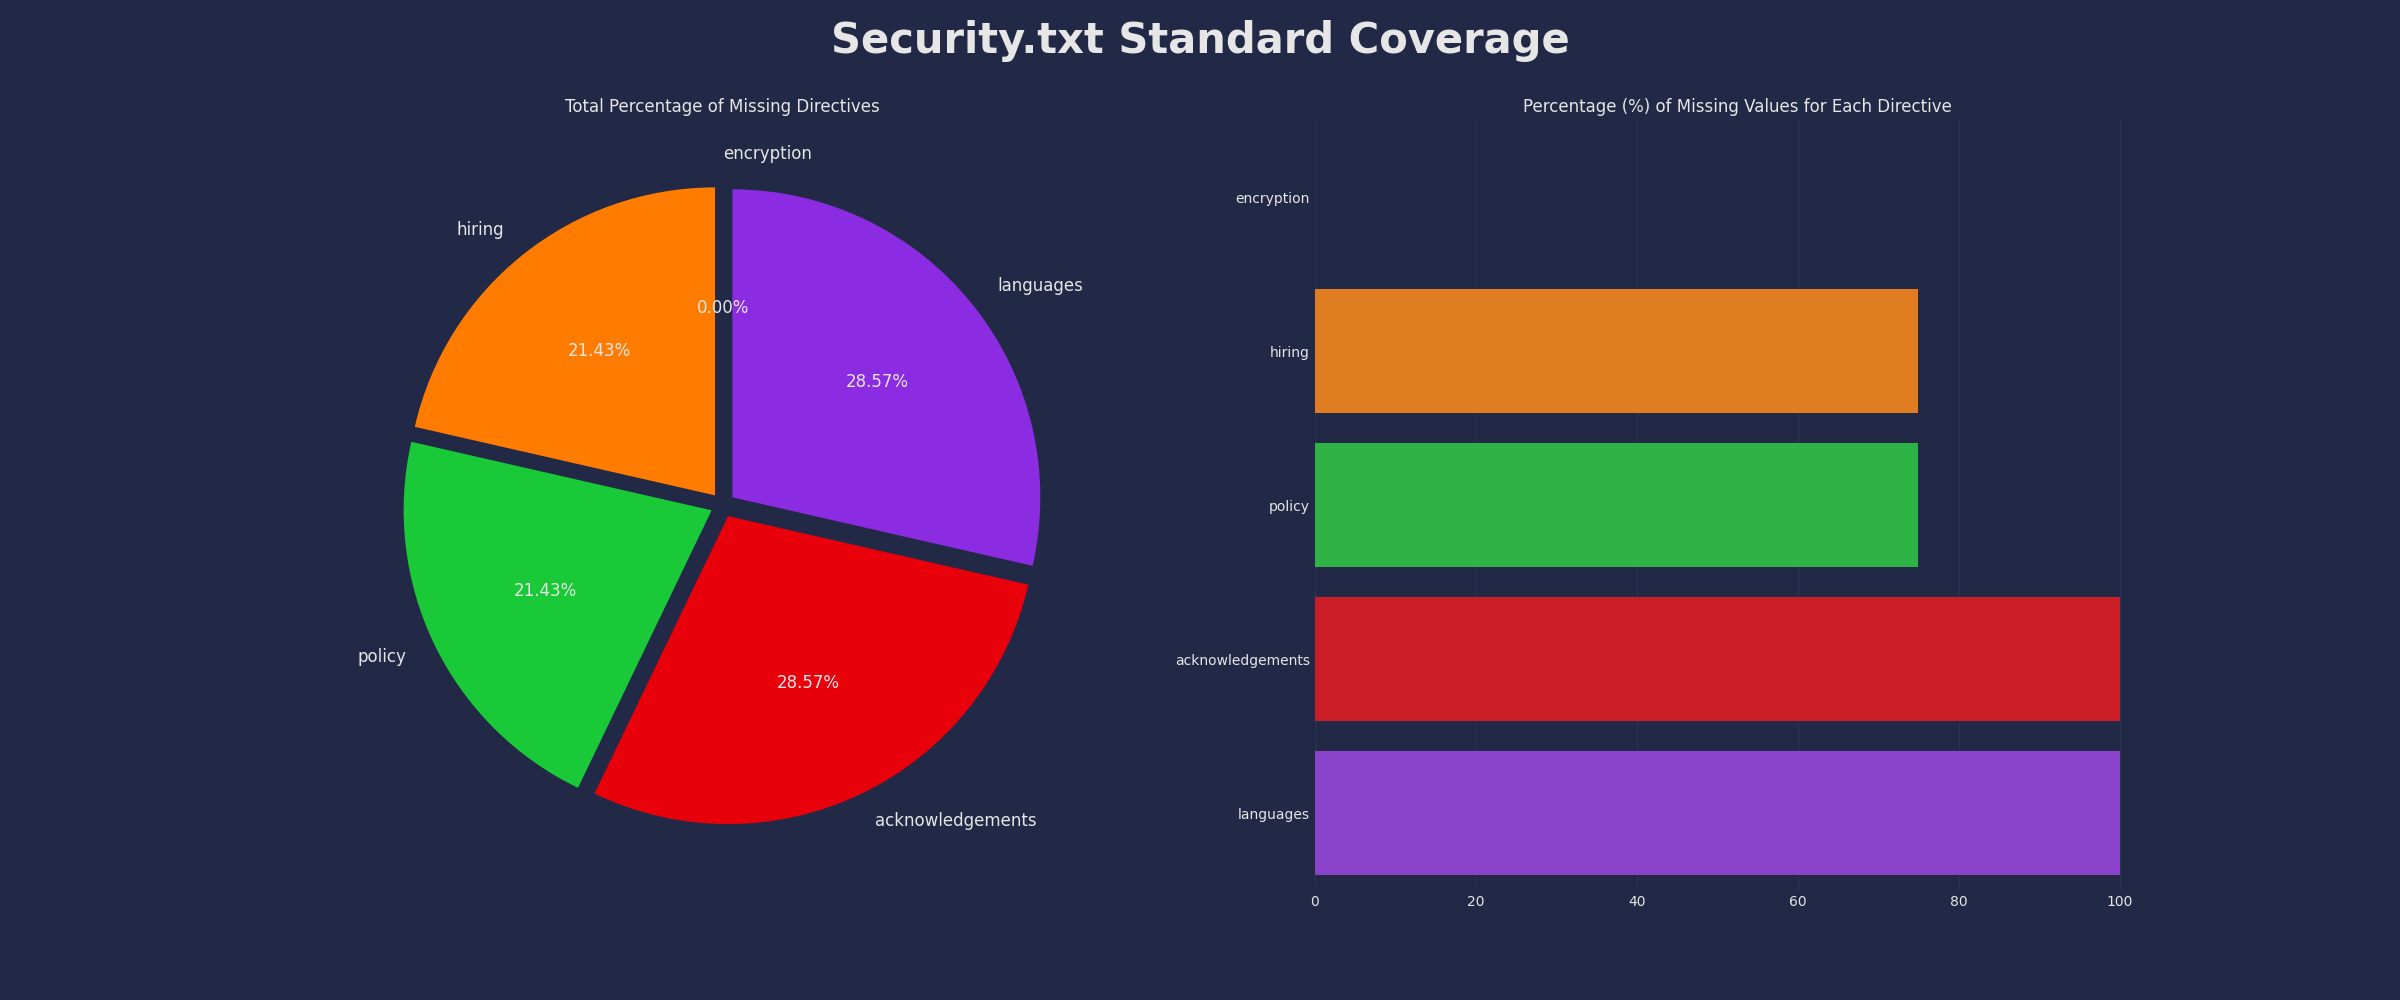 Security.txt Standard Coverage
Total Percentage of Missing Directives
encryption
hiring
languages
0.00%
21.43%
28.57%
21.43%
policy
28.57%
acknowledgements
Percentage (%) of Missing Values for Each Directive
encryption
hiring
policy
acknowledgements
languages
0 20 40 60 80 100